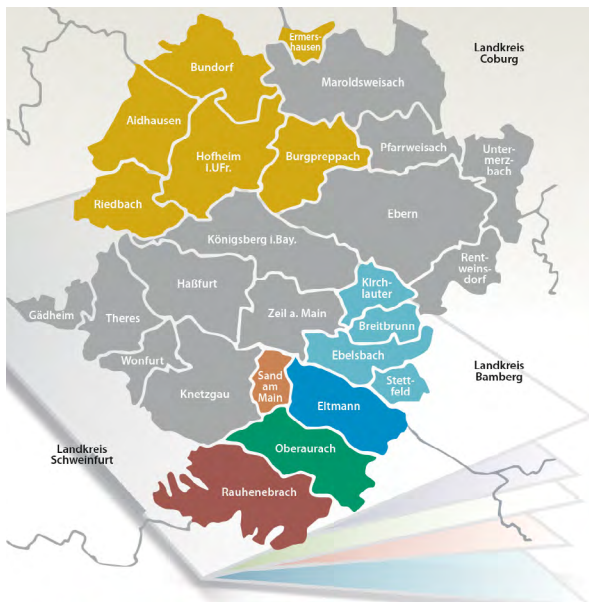 Ermers-
hausen
Landkreis
Coburg
Bundorf
Maroldsweisach
Aidhausen
Hofheim
i.UFr.
Burgpreppach
Pfarrweisach
Unter-
merz-
bach
Riedbach
Ebern
Königsberg i.Bay.
Rent-
weins-
dorf
Kirch-
lauter
Haßfurt
Gädheim
Theres
Zeil a. Main
Breitbrunn
Wonfurt
Ebelsbach
Landkreis
Bamberg
Sand
am
Main
Stett-
feld
Knetzgau
Eltmann
Landkreis
Schweinfurt
Oberaurach
Rauhenebrach